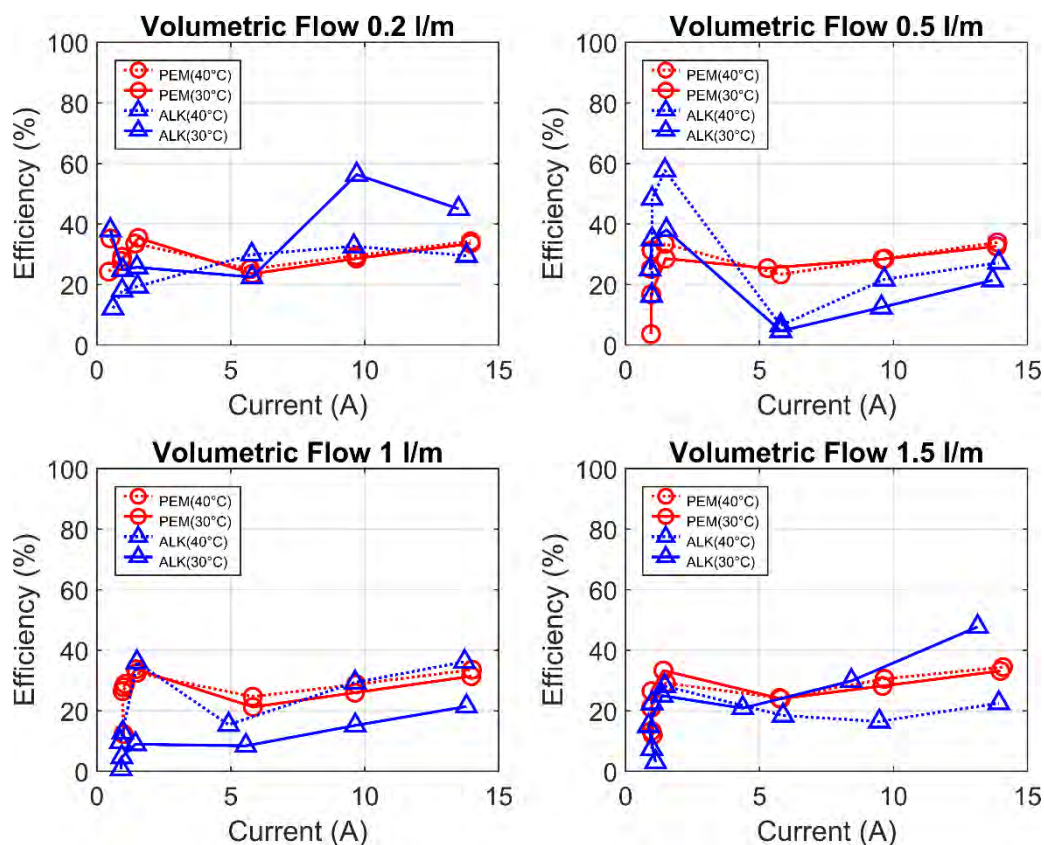 Volumetric Flow 0.2 l/m
Efficiency (%)
100
80
60
40
20
0
PEM(40°C)
PEM(30°C)
ALK(40°C)
ALK(30°C)
0 5 10 15
Current (A)
Volumetric Flow 0.5 l/m
Efficiency (%)
100
80
60
40
20
0
PEM(40°C)
PEM(30°C)
ALK(40°C)
ALK(30°C)
0 5 10 15
Current (A)
Volumetric Flow 1 l/m
Efficiency (%)
100
80
60
40
20
0
PEM(40°C)
PEM(30°C)
ALK(40°C)
ALK(30°C)
0 5 10 15
Current (A)
Volumetric Flow 1.5 l/m
Efficiency (%)
100
80
60
40
20
0
PEM(40°C)
PEM(30°C)
ALK(40°C)
ALK(30°C)
0 5 10 15
Current (A)